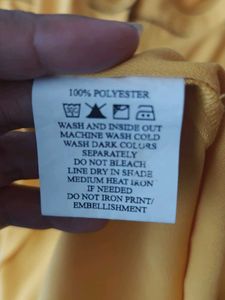 100% POLYESTER
WASH AND INSIDE OUT
MACHINE WASH COLD
WASH DARK COLORS
SEPARATELY
DO NOT BLEACH
LINE DRY IN SHADE
MEDIUM HEAT IRON
IF NEEDED
DO NOT IRON PRINT/
EMBELLISHMENT